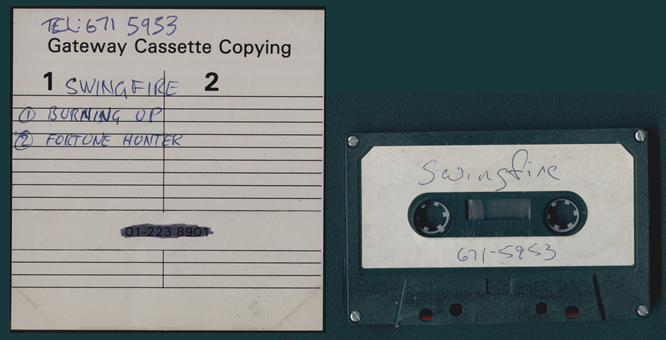 TEL: 671 5953
Gateway Cassette Copying
1 SWINGFIRE 2
① BURNING UP
② FORTUNE HUNTER
01-223 8901
Swingfire
671-5953